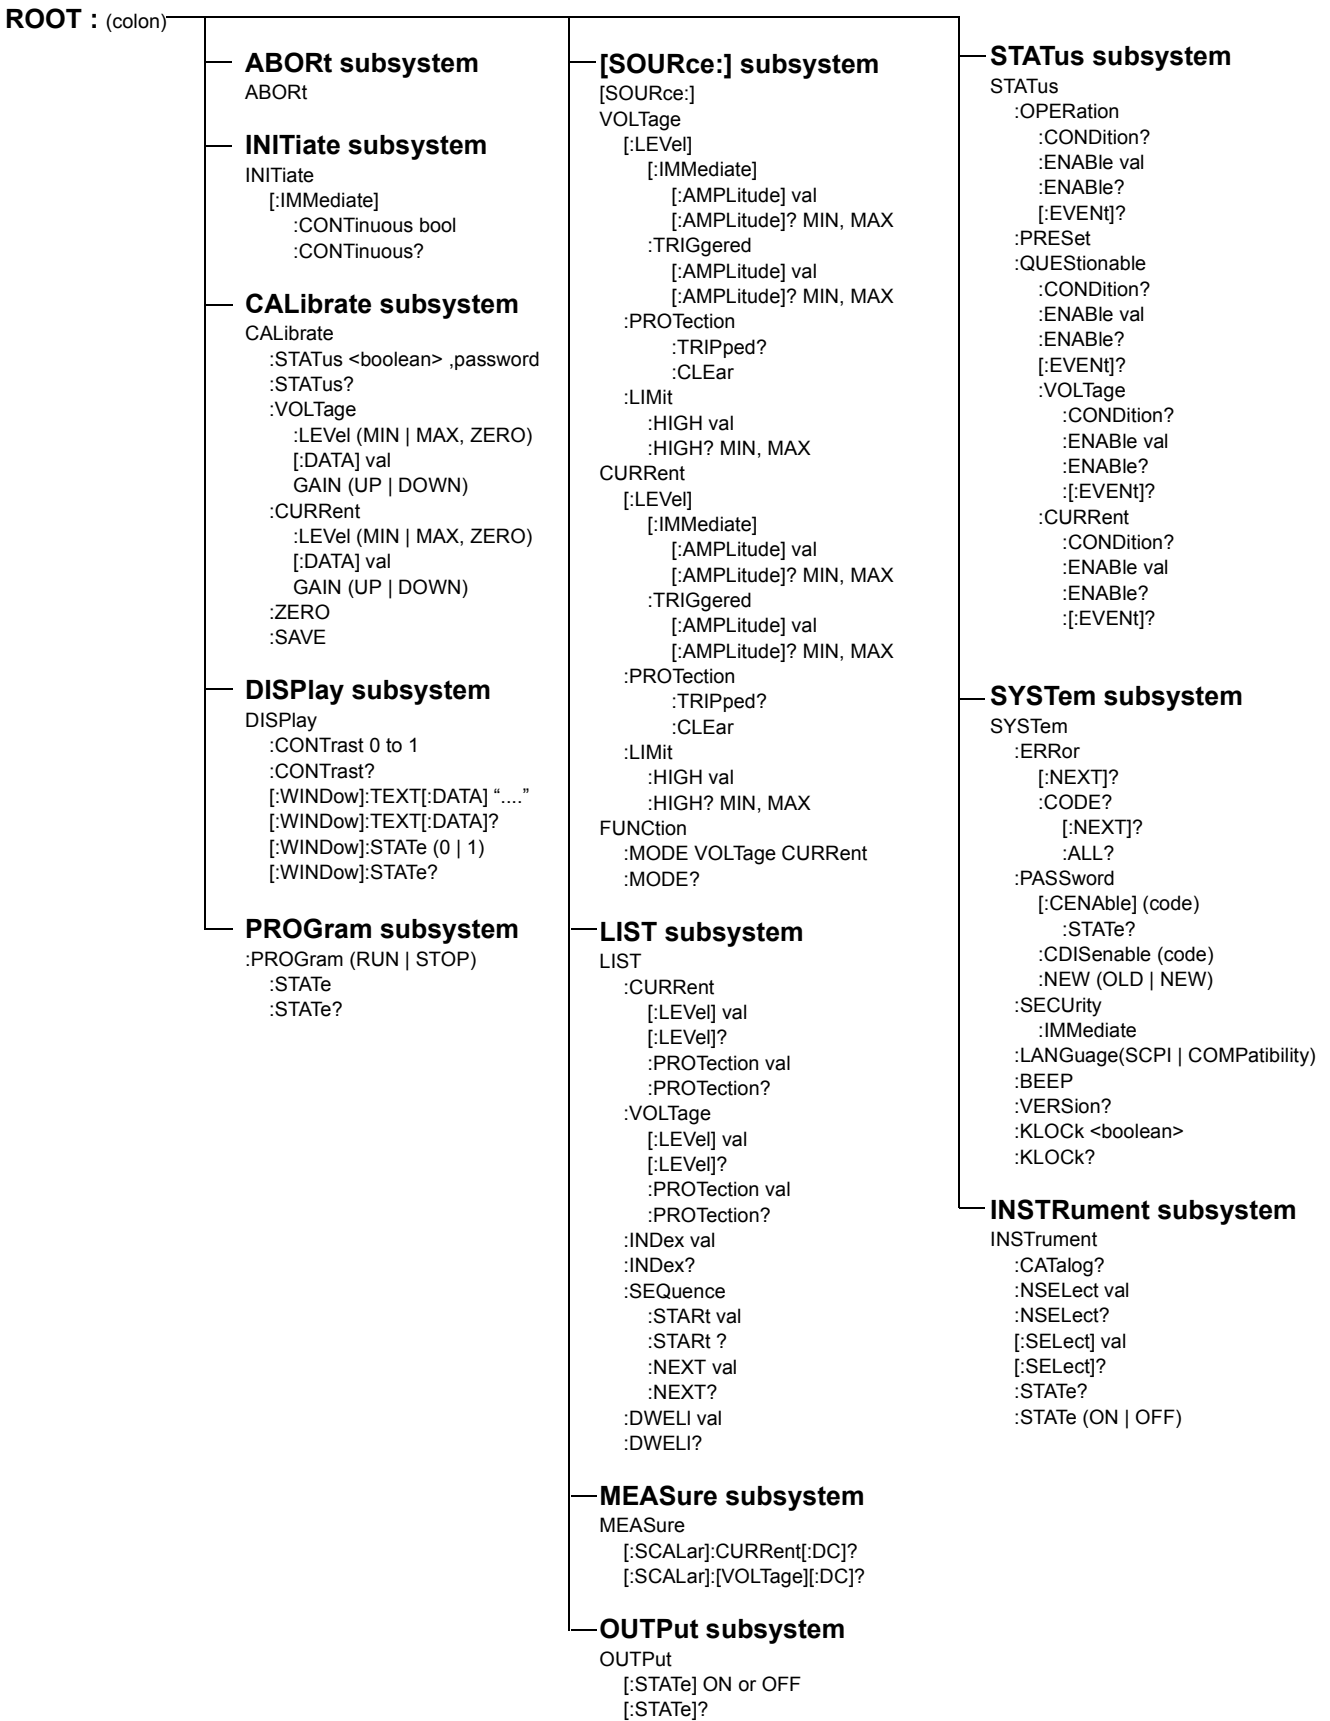 ROOT : (colon)
ABORt subsystem
ABORt
INITiate subsystem
INITiate
[:IMMediate]
:CONTinuous bool
:CONTinuous?
CALibrate subsystem
CALibrate
:STATus <boolean> ,password
:STATus?
:VOLTage
:LEVel (MIN | MAX, ZERO)
[:DATA] val
GAIN (UP | DOWN)
:CURRent
:LEVel (MIN | MAX, ZERO)
[:DATA] val
GAIN (UP | DOWN)
:ZERO
:SAVE
DISPlay subsystem
DISPlay
:CONTrast 0 to 1
:CONTrast?
[:WINDow]:TEXT[:DATA] “....”
[:WINDow]:TEXT[:DATA]?
[:WINDow]:STATe (0 | 1)
[:WINDow]:STATe?
PROGram subsystem
:PROGram (RUN | STOP)
:STATe
:STATe?
[SOURce:] subsystem
[SOURce:]
VOLTage
[:LEVel]
[:IMMediate]
[:AMPLitude] val
[:AMPLitude]? MIN, MAX
:TRIGgered
[:AMPLitude] val
[:AMPLitude]? MIN, MAX
:PROTection
:TRIPped?
:CLEar
:LIMit
:HIGH val
:HIGH? MIN, MAX
CURRent
[:LEVel]
[:IMMediate]
[:AMPLitude] val
[:AMPLitude]? MIN, MAX
:TRIGgered
[:AMPLitude] val
[:AMPLitude]? MIN, MAX
:PROTection
:TRIPped?
:CLEar
:LIMit
:HIGH val
:HIGH? MIN, MAX
FUNCtion
:MODE VOLTage CURRent
:MODE?
LIST subsystem
LIST
:CURRent
[:LEVel] val
[:LEVel]?
:PROTection val
:PROTection?
:VOLTage
[:LEVel] val
[:LEVel]?
:PROTection val
:PROTection?
:INDex val
:INDex?
:SEQuence
:STARt val
:STARt ?
:NEXT val
:NEXT?
:DWELl val
:DWELl?
MEASure subsystem
MEASure
[:SCALar]:CURRent[:DC]?
[:SCALar]:[VOLTage][:DC]?
OUTPut subsystem
OUTPut
[:STATe] ON or OFF
[:STATe]?
STATus subsystem
STATus
:OPERation
:CONDition?
:ENABle val
:ENABle?
[:EVENt]?
:PRESet
:QUEStionable
:CONDition?
:ENABle val
:ENABle?
[:EVENt]?
:VOLTage
:CONDition?
:ENABle val
:ENABle?
:[:EVENt]?
:CURRent
:CONDition?
:ENABle val
:ENABle?
:[:EVENt]?
SYSTem subsystem
SYSTem
:ERRor
[:NEXT]?
:CODE?
[:NEXT]?
:ALL?
:PASSword
[:CENAble] (code)
:STATe?
:CDISenable (code)
:NEW (OLD | NEW)
:SECUrity
:IMMediate
:LANGuage(SCPI | COMPatibility)
:BEEP
:VERSion?
:KLOCk <boolean>
:KLOCk?
INSTRument subsystem
INSTrument
:CATalog?
:NSELect val
:NSELect?
[:SELect] val
[:SELect]?
:STATe?
:STATe (ON | OFF)